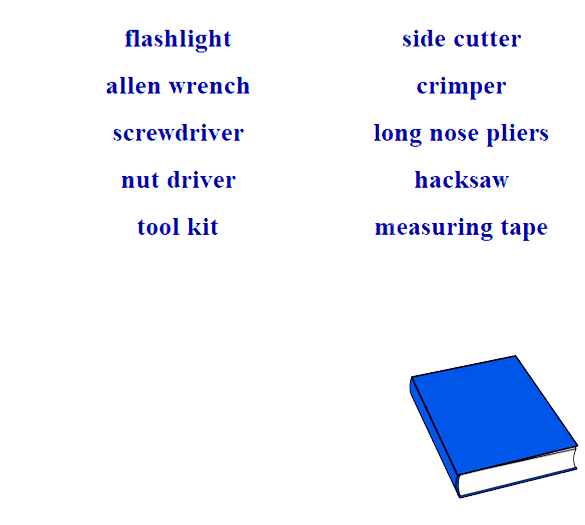 flashlight
side cutter
allen wrench
crimper
screwdriver
long nose pliers
nut driver
hacksaw
tool kit
measuring tape